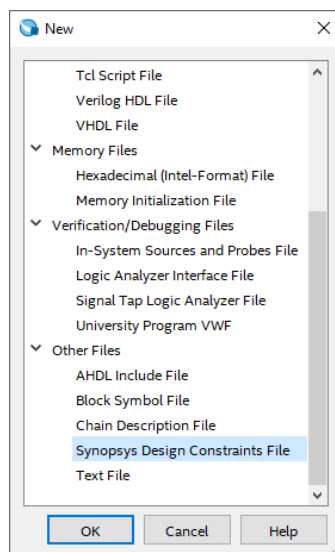 New
Tcl Script File
Verilog HDL File
VHDL File
Memory Files
Hexadecimal (Intel-Format) File
Memory Initialization File
Verification/Debugging Files
In-System Sources and Probes File
Logic Analyzer Interface File
Signal Tap Logic Analyzer File
University Program VWF
Other Files
AHDL Include File
Block Symbol File
Chain Description File
Synopsys Design Constraints File
Text File
OK Cancel Help